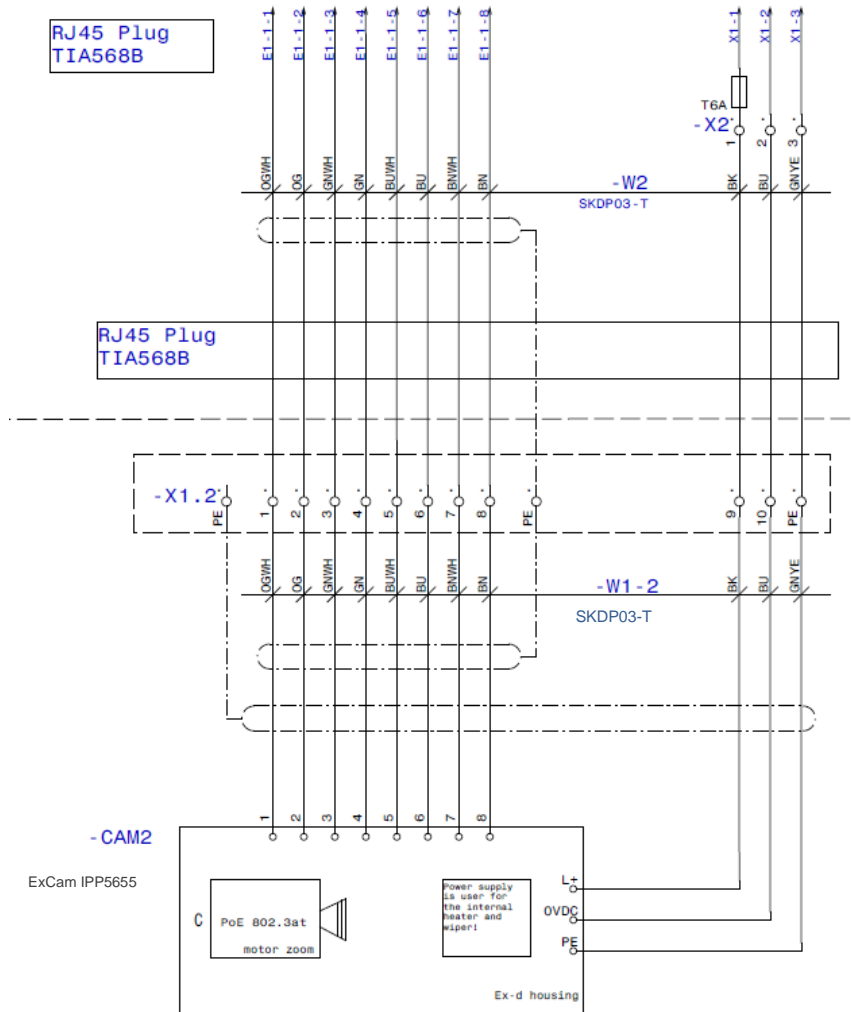 RJ45 Plug
TIA568B
E1-1-1
E1-1-2
E1-1-3
E1-1-4
E1-1-5
E1-1-6
E1-1-7
E1-1-8
X1-1
X1-2
X1-3
T6A
-X2
1
2
3
OGWH
OG
GNWH
GN
BUWH
BU
BNWH
BN
-W2
SKDP03-T
BK
BU
GNYE
RJ45 Plug
TIA568B
-X1.2
PE
1
2
3
4
5
6
7
8
PE
9
10
PE
OGWH
OG
GNWH
GN
BUWH
BU
BNWH
BN
-W1-2
SKDP03-T
BK
BU
GNYE
1
2
3
4
5
6
7
8
-CAM2
ExCam IPP5655
C
PoE 802.3at
motor zoom
Power supply
is user for
the internal
heater and
wiper!
L+
0VDC
PE
Ex-d housing